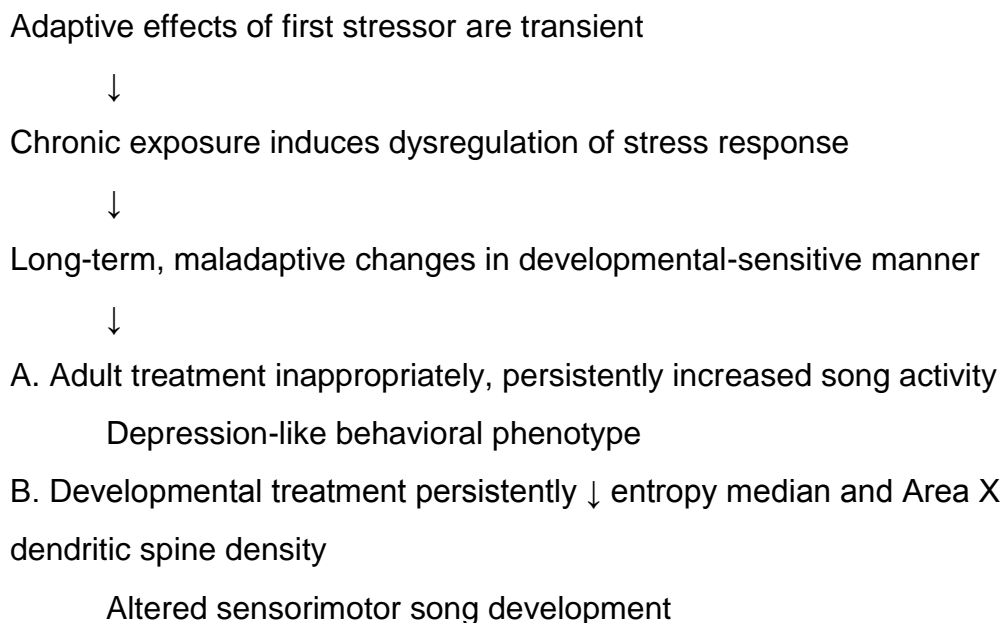 Adaptive effects of first stressor are transient
↓
Chronic exposure induces dysregulation of stress response
↓
Long-term, maladaptive changes in developmental-sensitive manner
↓
A. Adult treatment inappropriately, persistently increased song activity
Depression-like behavioral phenotype
B. Developmental treatment persistently ↓ entropy median and Area X
dendritic spine density
Altered sensorimotor song development